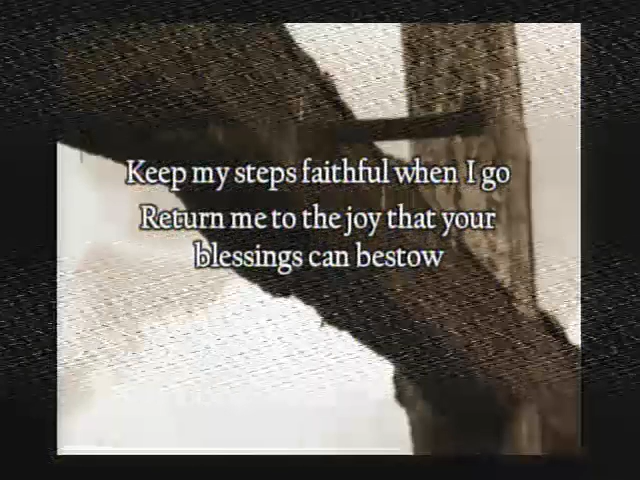 Keep my steps faithful when I go
Return me to the joy that your
blessings can bestow